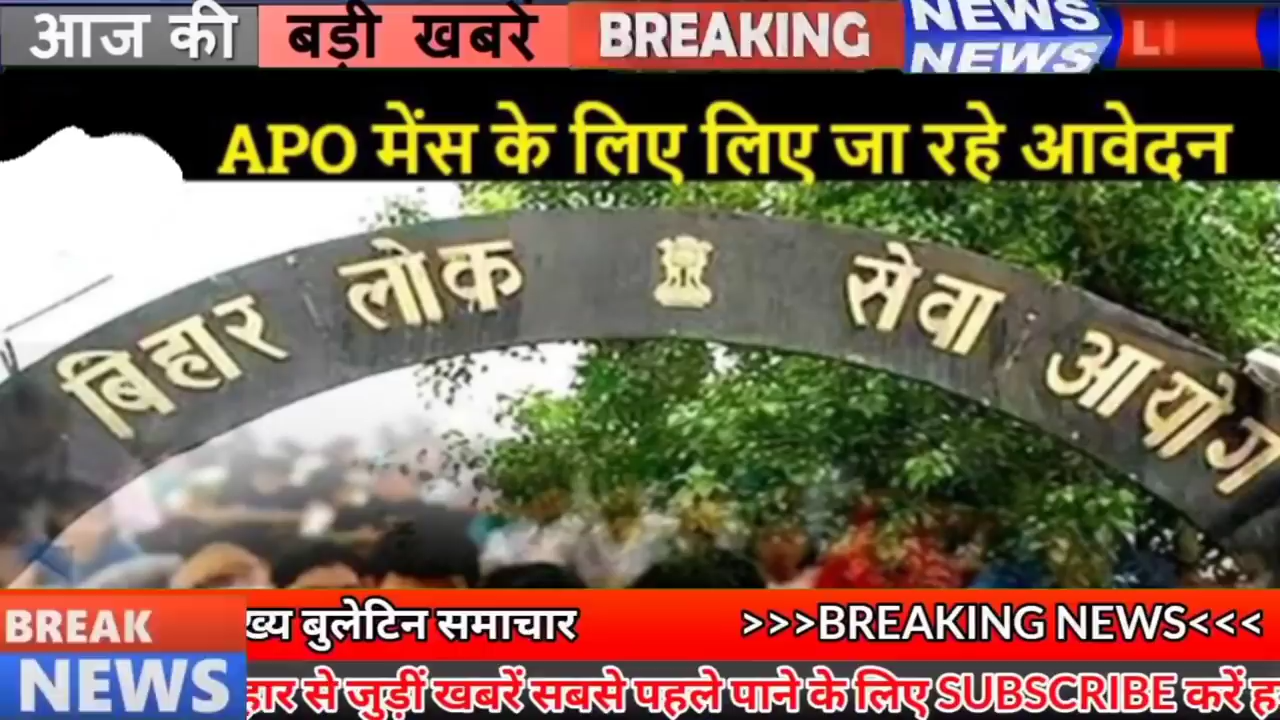 आज की बड़ी खबरें BREAKING NEWS
NEWS
APO मेंस के लिए लिए जा रहे आवेदन
बिहार लोक सेवा आयोग
BREAK
NEWS
बुलेटिन समाचार >>>BREAKING NEWS<<<
से जुड़ीं खबरें सबसे पहले पाने के लिए SUBSCRIBE करें